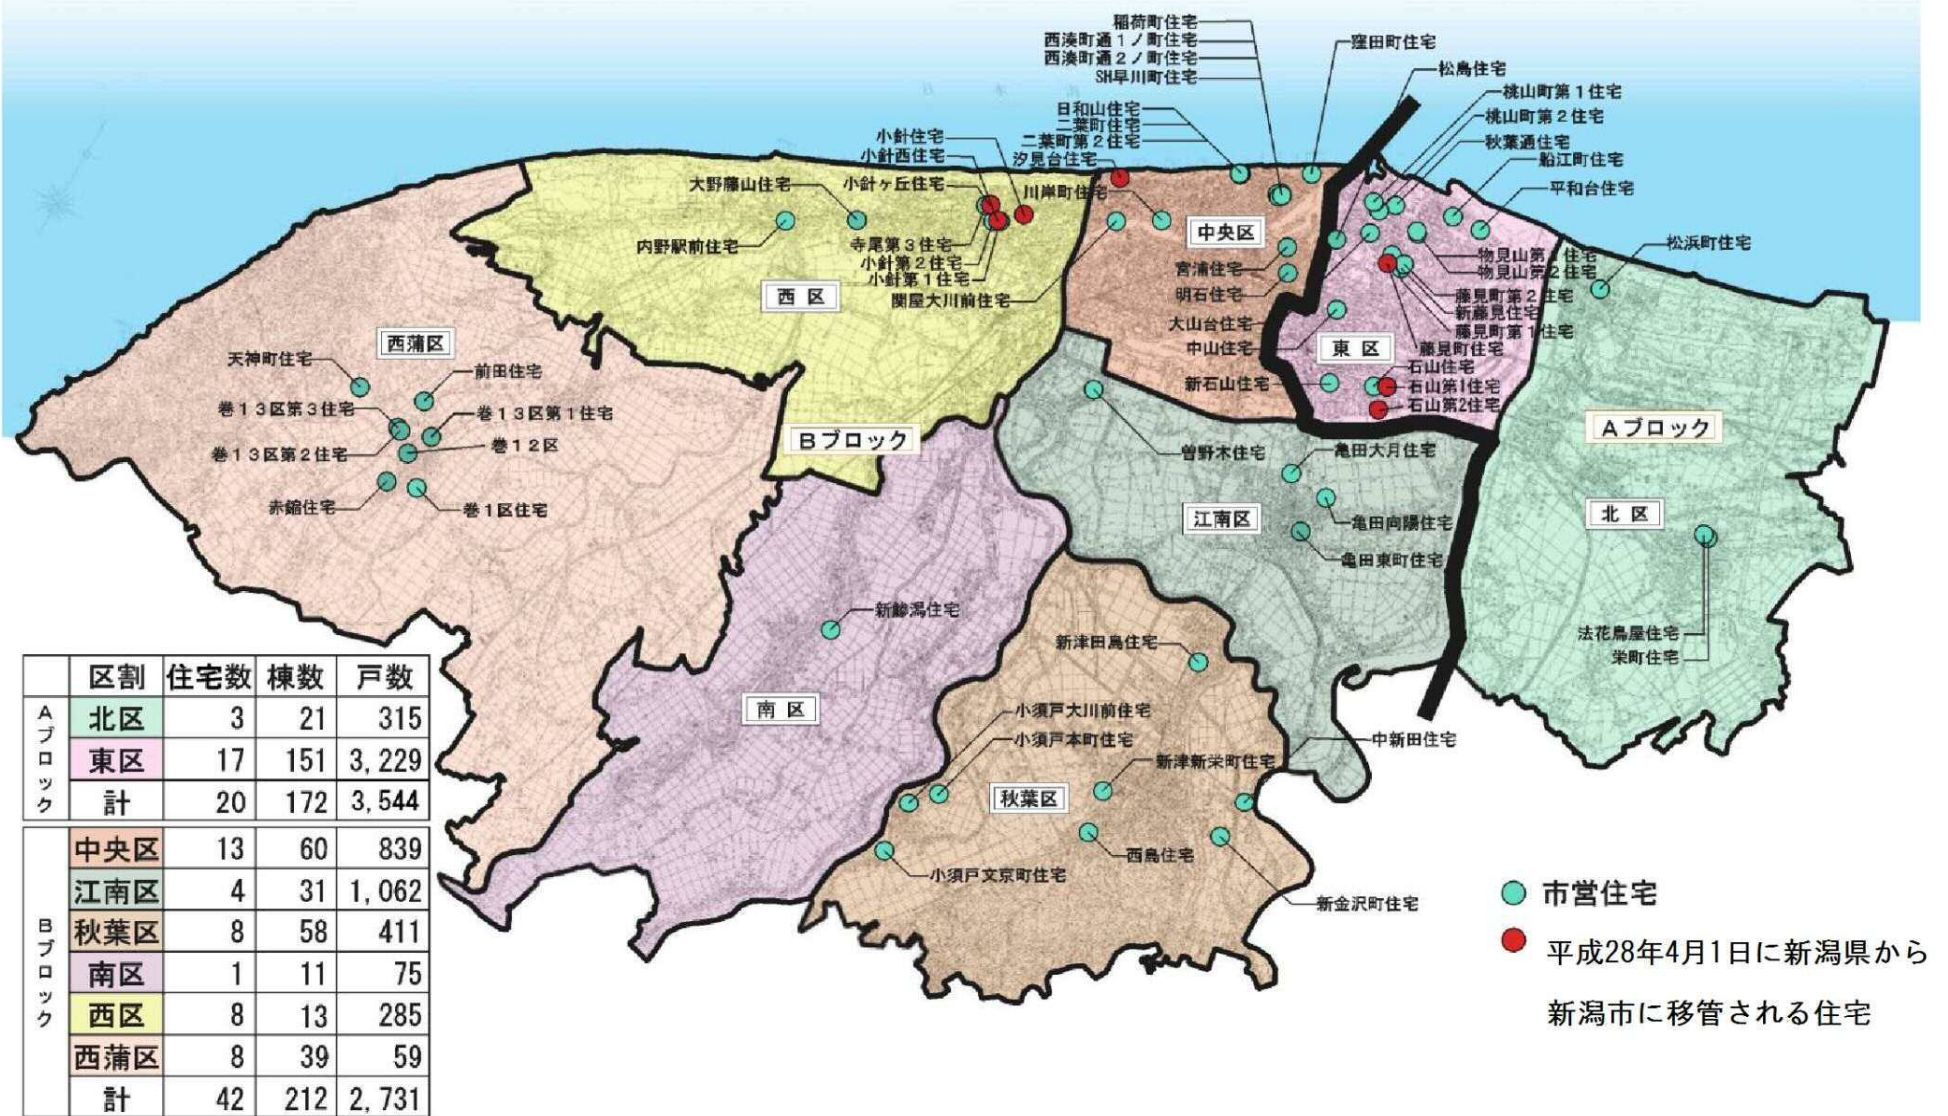 稲荷町住宅
西湊町通1ノ町住宅
西湊町通2ノ町住宅
SH早川町住宅
窪田町住宅
松島住宅
桃山町第1住宅
桃山町第2住宅
秋葉通住宅
船江町住宅
平和台住宅
日和山住宅
二葉町住宅
二葉町第2住宅
汐見台住宅
小針住宅
小針西住宅
小針ヶ丘住宅
大野藤山住宅
川岸町住宅
内野駅前住宅
寺尾第3住宅
小針第2住宅
小針第1住宅
関屋大川前住宅
中央区
宮浦住宅
明石住宅
大山台住宅
中山住宅
新石山住宅
物見山第1住宅
物見山第2住宅
藤見町第2住宅
新藤見住宅
藤見町第1住宅
藤見町住宅
石山住宅
石山第1住宅
石山第2住宅
東区
松浜町住宅
西区
西蒲区
天神町住宅
前田住宅
巻13区第3住宅
巻13区第1住宅
巻13区第2住宅
巻12区
赤鏥住宅
巻1区住宅
Bブロック
Aブロック
曽野木住宅
亀田大月住宅
江南区
亀田向陽住宅
亀田東町住宅
北区
法花鳥屋住宅
栄町住宅
新鯵潟住宅
南区
新津田島住宅
小須戸大川前住宅
小須戸本町住宅
中新田住宅
新津新栄町住宅
秋葉区
西島住宅
小須戸文京町住宅
新金沢町住宅
区割 住宅数 棟数 戸数
Aブロック
北区 3 21 315
東区 17 151 3,229
計 20 172 3,544
Bブロック
中央区 13 60 839
江南区 4 31 1,062
秋葉区 8 58 411
南区 1 11 75
西区 8 13 285
西蒲区 8 39 59
計 42 212 2,731
市営住宅
平成28年4月1日に新潟県から
新潟市に移管される住宅